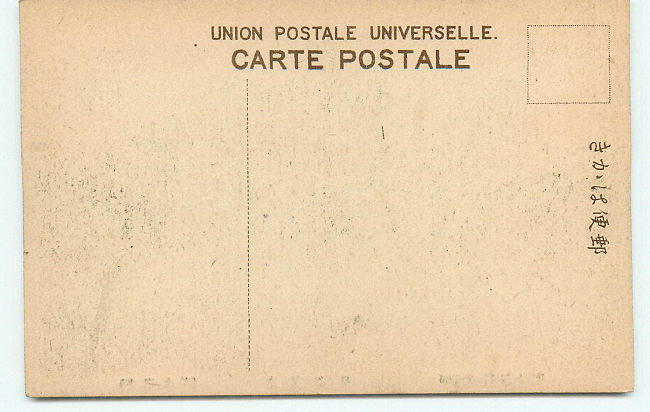 UNION POSTALE UNIVERSELLE.
CARTE POSTALE
きかは便郵